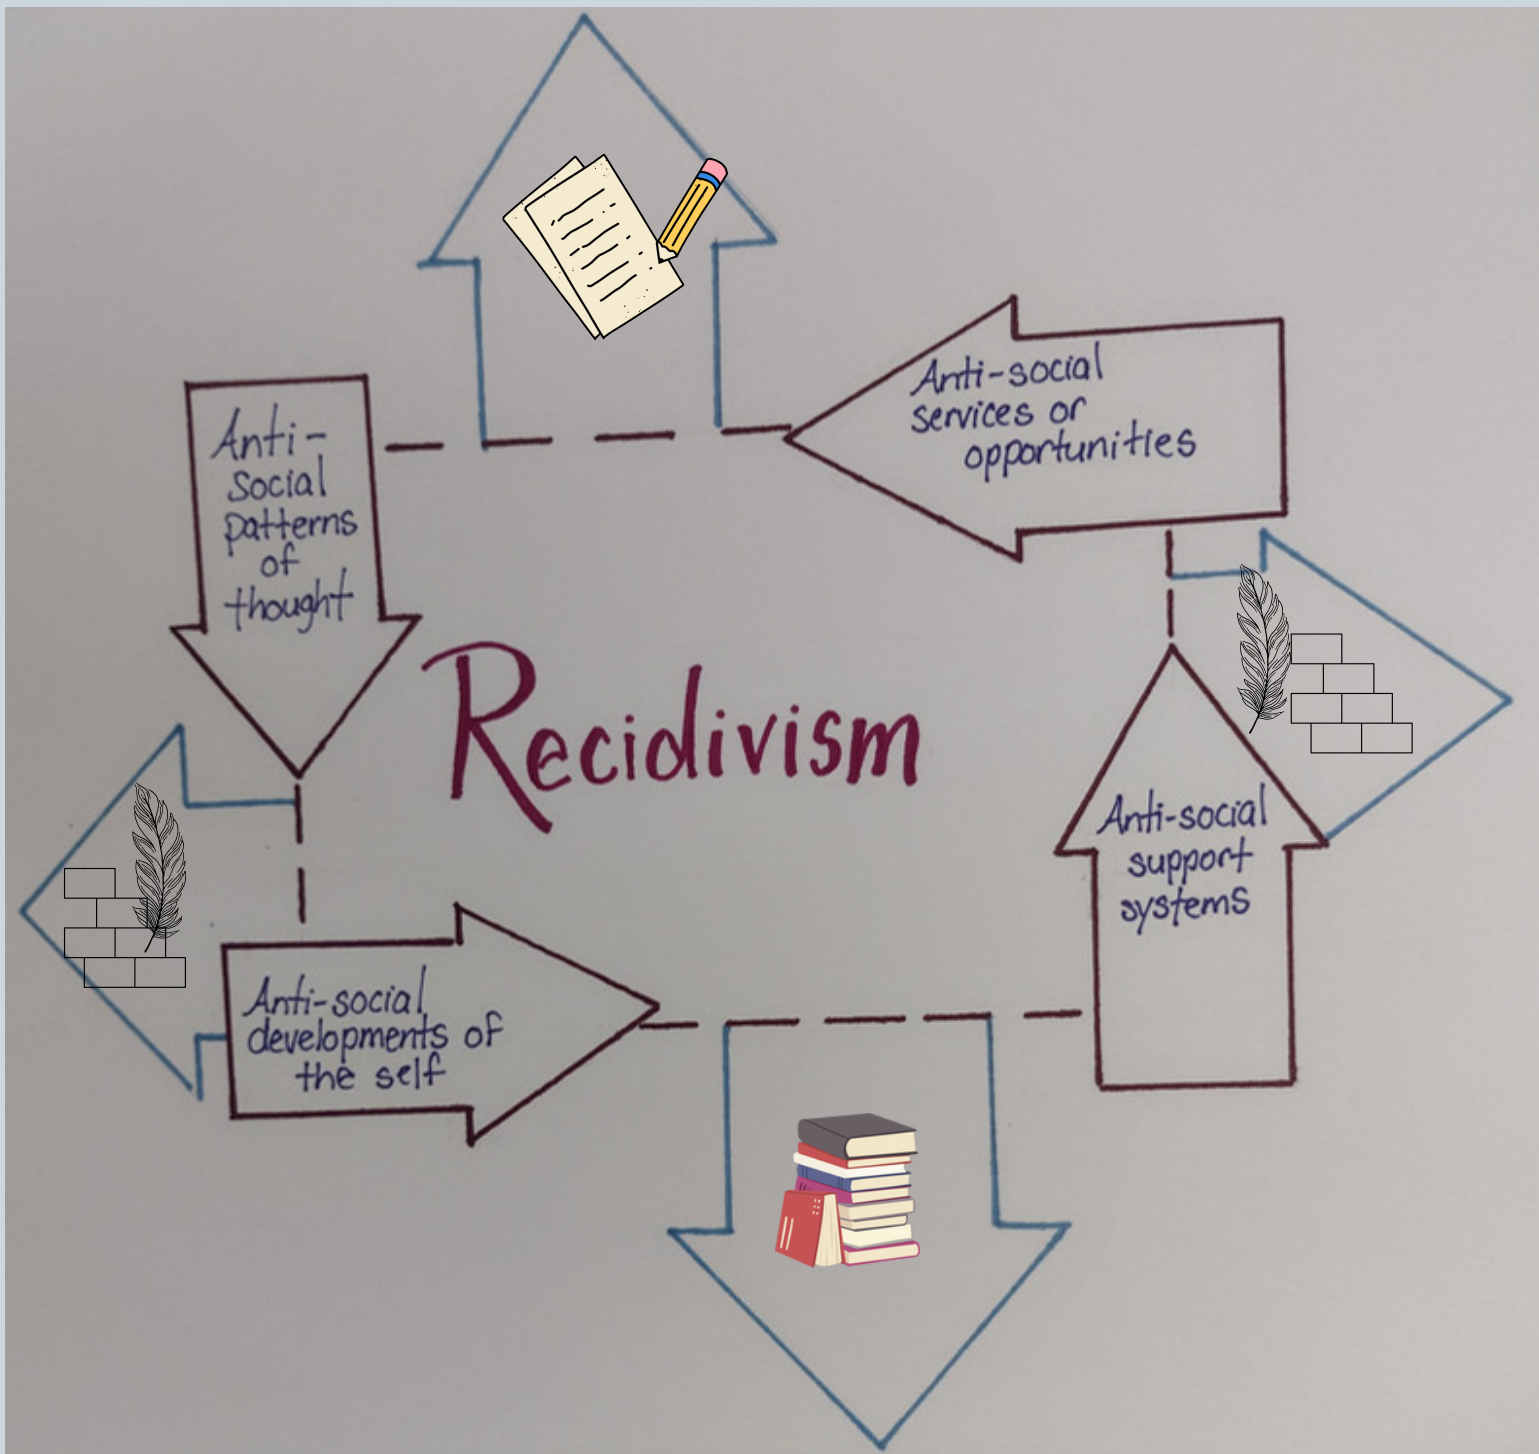 Anti-social
services or
opportunities
Anti-
social
patterns
of
thought
Recidivism
Anti-social
support
systems
Anti-social
developments of
the self